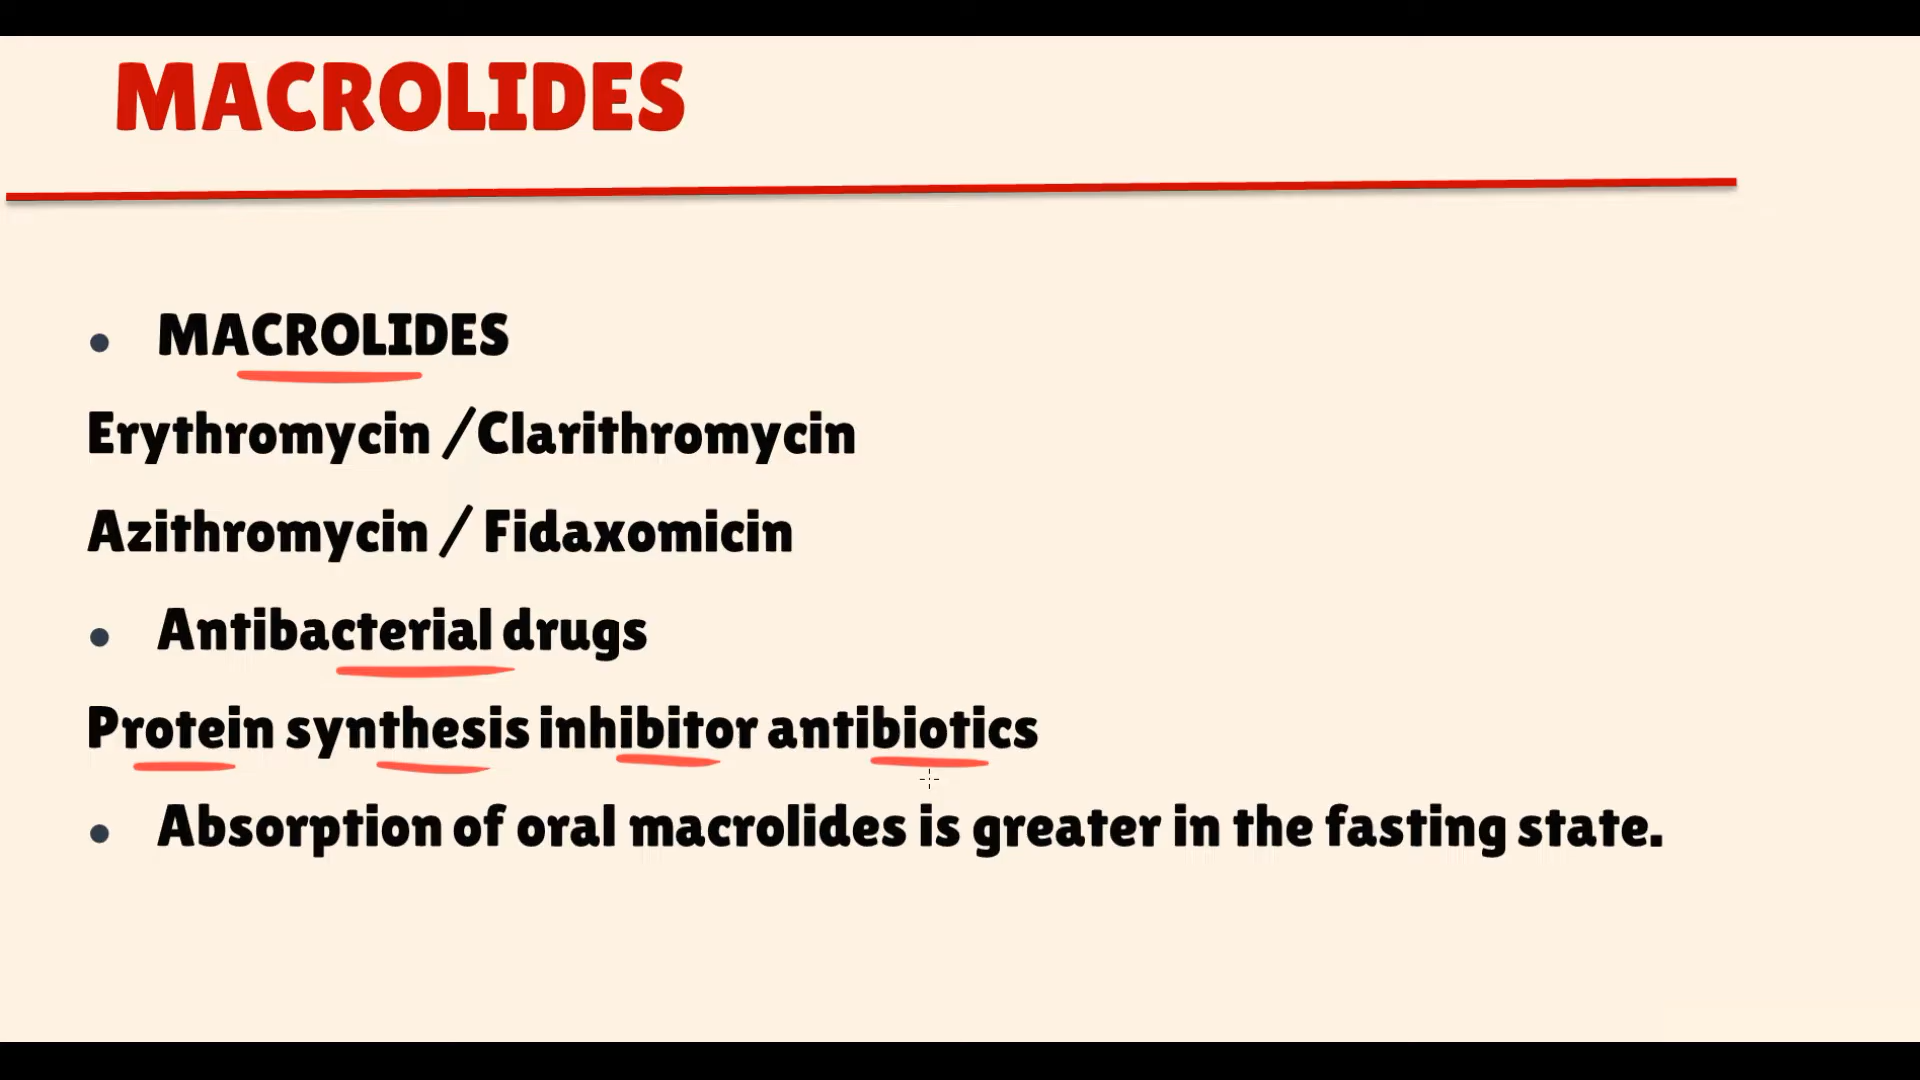 MACROLIDES
• MACROLIDES
Erythromycin /Clarithromycin
Azithromycin / Fidaxomicin
• Antibacterial drugs
Protein synthesis inhibitor antibiotics
• Absorption of oral macrolides is greater in the fasting state.